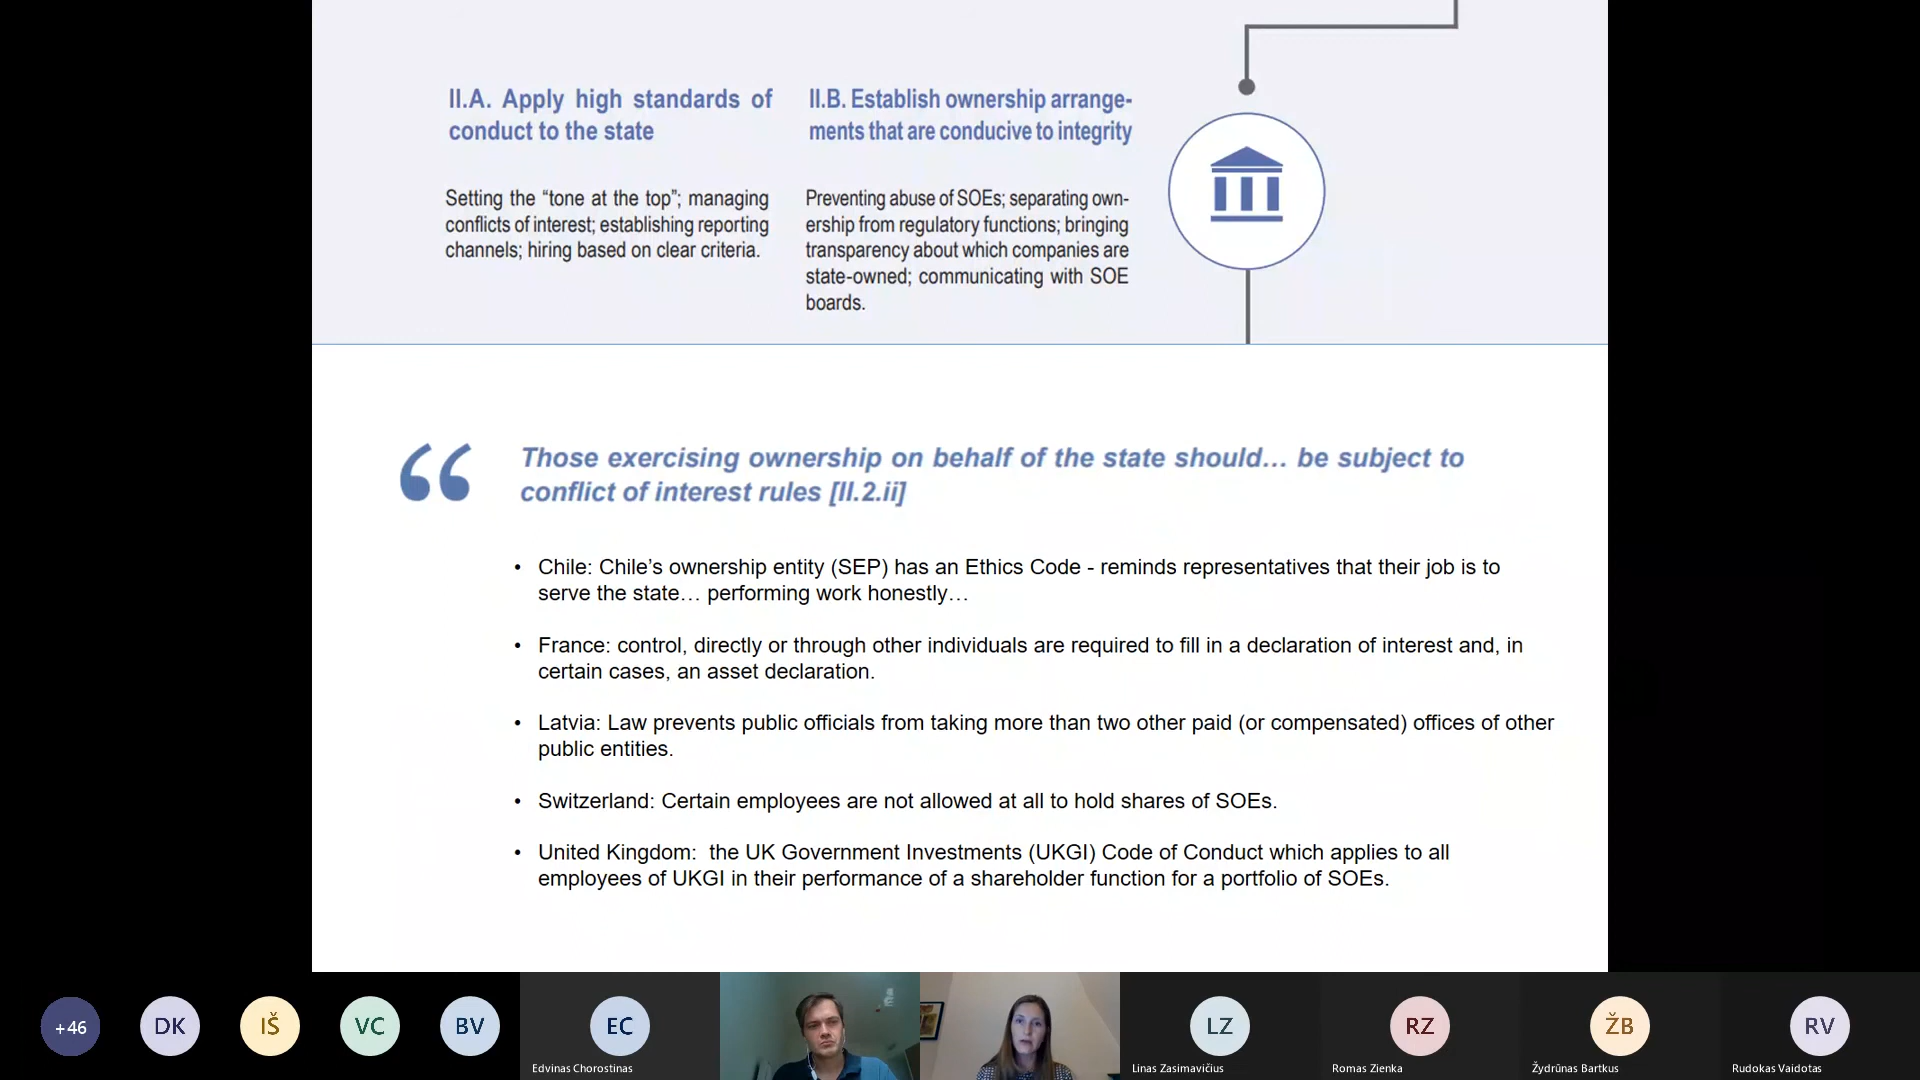 II.A. Apply high standards of
conduct to the state
Setting the “tone at the top”; managing
conflicts of interest; establishing reporting
channels; hiring based on clear criteria.
II.B. Establish ownership arrange-
ments that are conducive to integrity
Preventing abuse of SOEs; separating own-
ership from regulatory functions; bringing
transparency about which companies are
state-owned; communicating with SOE
boards.
“
Those exercising ownership on behalf of the state should… be subject to
conflict of interest rules [II.2.ii]
• Chile: Chile’s ownership entity (SEP) has an Ethics Code - reminds representatives that their job is to
serve the state… performing work honestly…
• France: control, directly or through other individuals are required to fill in a declaration of interest and, in
certain cases, an asset declaration.
• Latvia: Law prevents public officials from taking more than two other paid (or compensated) offices of other
public entities.
• Switzerland: Certain employees are not allowed at all to hold shares of SOEs.
• United Kingdom:  the UK Government Investments (UKGI) Code of Conduct which applies to all
employees of UKGI in their performance of a shareholder function for a portfolio of SOEs.
+46
DK
IŠ
VC
BV
EC
Edvinas Chorostinas
LZ
Linas Zasimavičius
RZ
Romas Zienka
ŽB
Žydrūnas Bartkus
RV
Rudokas Vaidotas